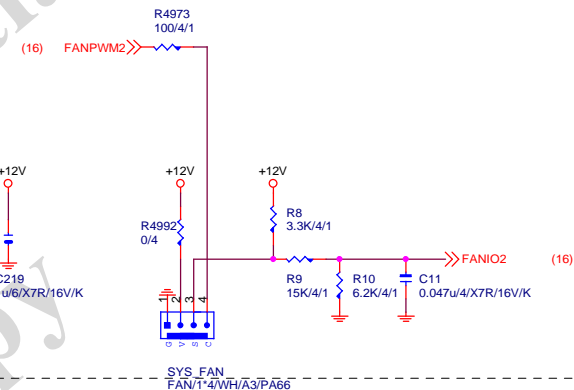 R4973
100/4/1
(16) FANPWM2
+12V
+12V
+12V
R4992
0/4
R8
3.3K/4/1
FANIO2 (16)
C219
u/6/X7R/16V/K
R9
15K/4/1
R10
6.2K/4/1
C11
0.047u/4/X7R/16V/K
1 2 3 4
G V S C
SYS_FAN
FAN/1*4/WH/A3/PA66
py